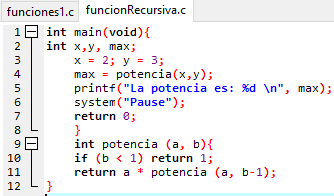 funciones1.c funcionRecursiva.c
1 int main(void){
2 int x,y, max;
3 x = 2; y = 3;
4 max = potencia(x,y);
5 printf("La potencia es: %d \n", max);
6 system("Pause");
7 return 0;
8 }
9 int potencia (a, b){
10 if (b < 1) return 1;
11 return a * potencia (a, b-1);
12 }